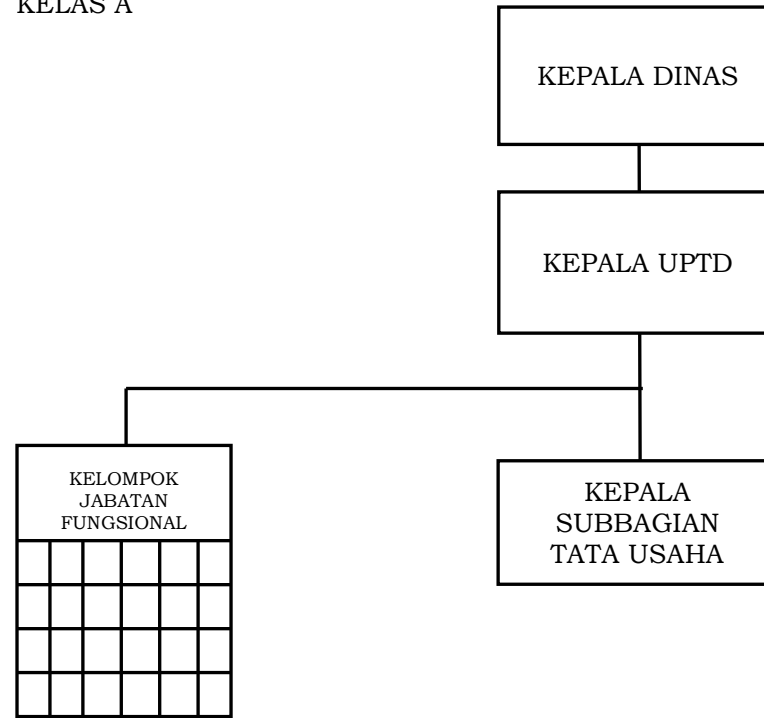 KELAS A
KEPALA DINAS
KEPALA UPTD
KELOMPOK
JABATAN
FUNGSIONAL
KEPALA
SUBBAGIAN
TATA USAHA